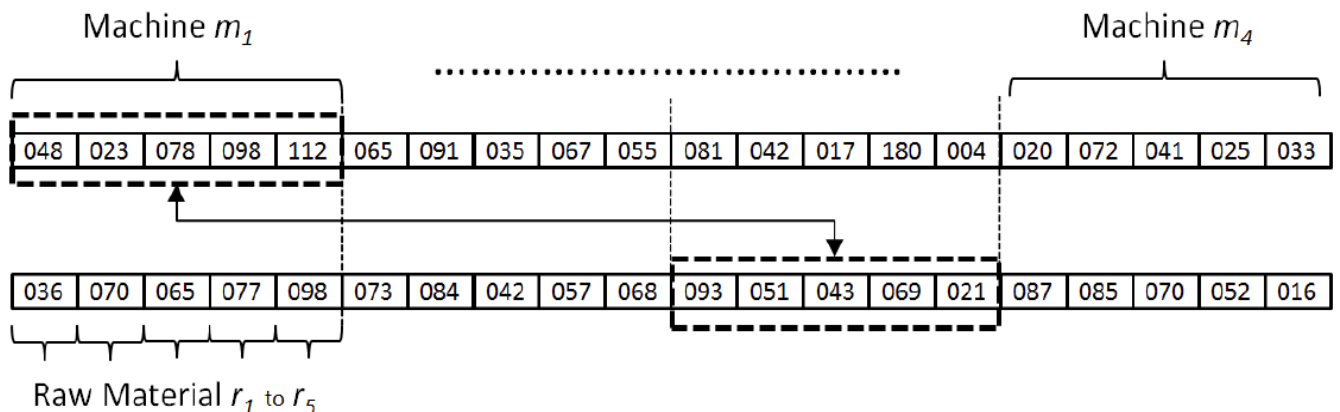 Machine m1 Machine m4
048 023 078 098 112 065 091 035 067 055 081 042 017 180 004 020 072 041 025 033
036 070 065 077 098 073 084 042 057 068 093 051 043 069 021 087 085 070 052 016
Raw Material r1 to r5